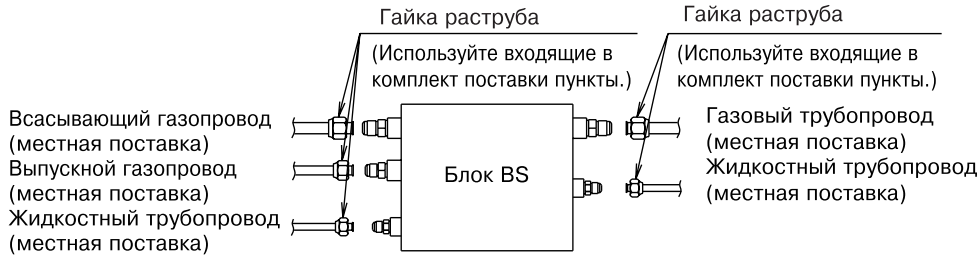 Гайка раструба
(Используйте входящие в
комплект поставки пункты.)
Гайка раструба
(Используйте входящие в
комплект поставки пункты.)
Всасывающий газопровод
(местная поставка)
Выпускной газопровод
(местная поставка)
Жидкостный трубопровод
(местная поставка)
Блок BS
Газовый трубопровод
(местная поставка)
Жидкостный трубопровод
(местная поставка)